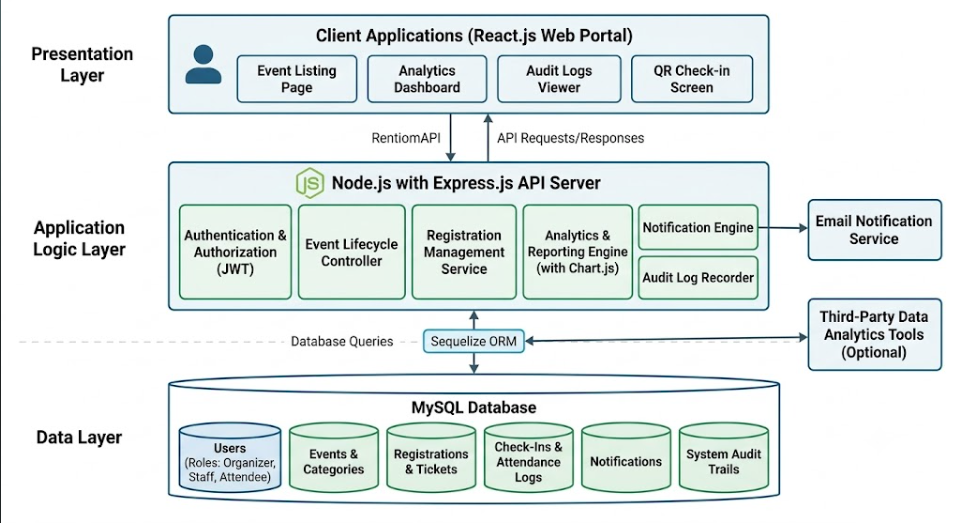 Presentation
Layer
Client Applications (React.js Web Portal)
Event Listing
Page
Analytics
Dashboard
Audit Logs
Viewer
QR Check-in
Screen
RentiomAPI
API Requests/Responses
Application
Logic Layer
JS
Node.js with Express.js API Server
Authentication &
Authorization
(JWT)
Event Lifecycle
Controller
Registration
Management
Service
Analytics &
Reporting Engine
(with Chart.js)
Notification Engine
Audit Log Recorder
Email Notification
Service
Database Queries
Sequelize ORM
Third-Party Data
Analytics Tools
(Optional)
Data Layer
MySQL Database
Users
(Roles: Organizer,
Staff, Attendee)
Events &
Categories
Registrations
& Tickets
Check-Ins &
Attendance
Logs
Notifications
System Audit
Trails